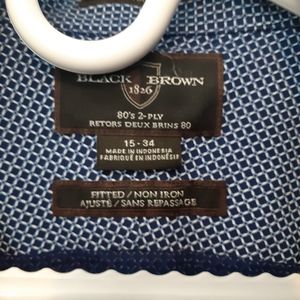 BLACK BROWN
1826
80's 2-PLY
RETORS DEUX BRINS 80
15 - 34
MADE IN INDONESIA
FABRIQUÉ EN INDONÉSIE
FITTED / NON IRON
AJUSTÉ / SANS REPASSAGE